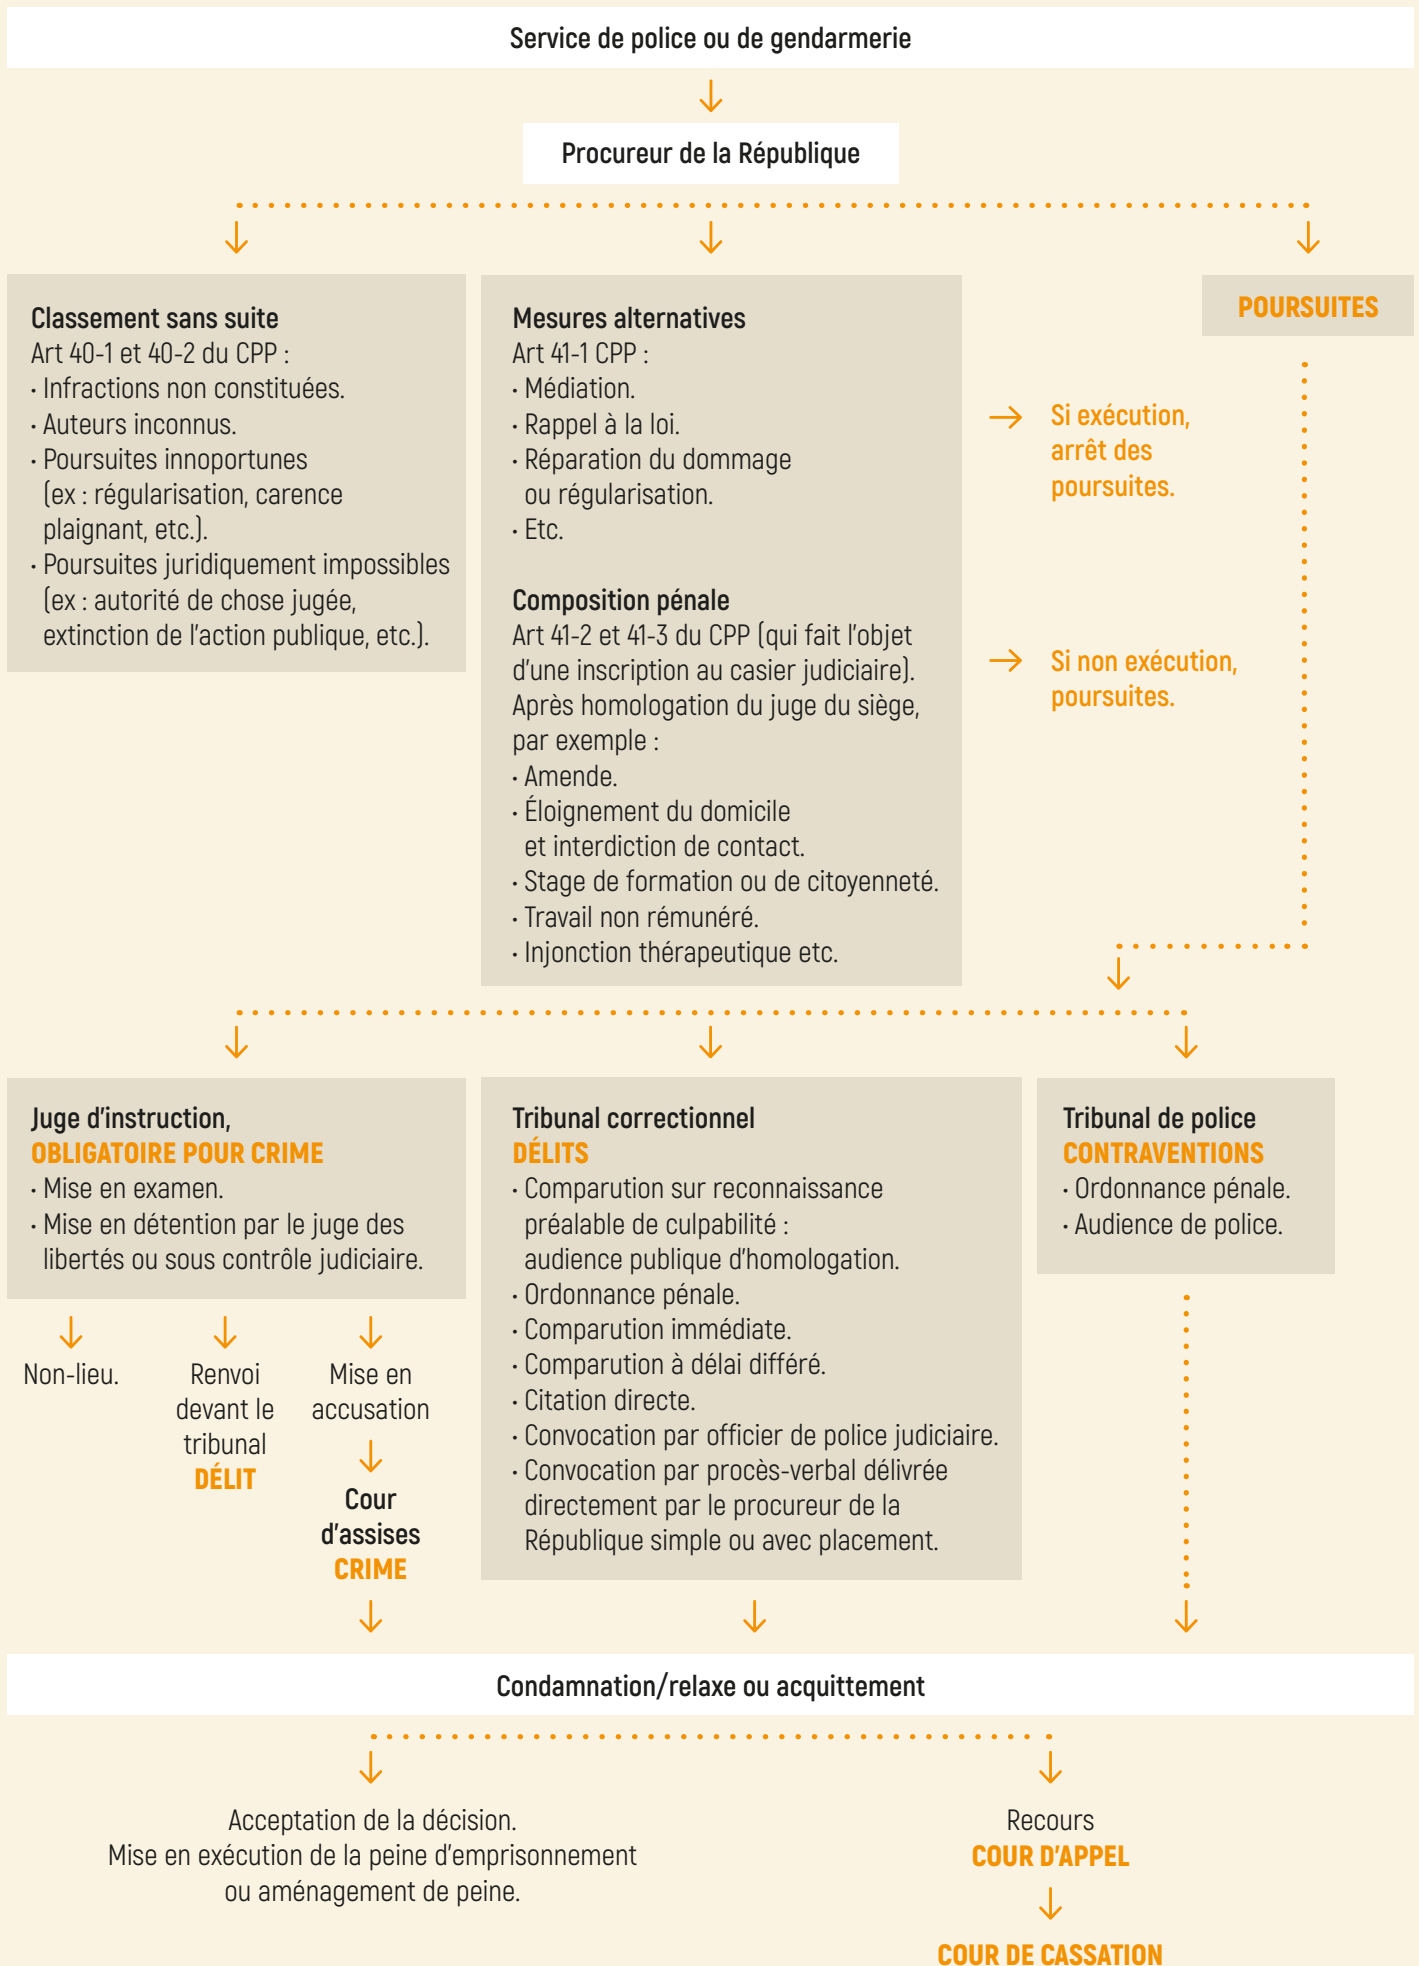 Service de police ou de gendarmerie
Procureur de la République
Classement sans suite
Art 40-1 et 40-2 du CPP :
· Infractions non constituées.
· Auteurs inconnus.
· Poursuites innoportunes
(ex : régularisation, carence
plaignant, etc.).
· Poursuites juridiquement impossibles
(ex : autorité de chose jugée,
extinction de l'action publique, etc.).
Mesures alternatives
Art 41-1 CPP :
· Médiation.
· Rappel à la loi.
· Réparation du dommage
ou régularisation.
· Etc.
Composition pénale
Art 41-2 et 41-3 du CPP (qui fait l'objet
d'une inscription au casier judiciaire).
Après homologation du juge du siège,
par exemple :
· Amende.
· Éloignement du domicile
et interdiction de contact.
· Stage de formation ou de citoyenneté.
· Travail non rémunéré.
· Injonction thérapeutique etc.
Si exécution,
arrêt des
poursuites.
Si non exécution,
poursuites.
POURSUITES
Juge d'instruction,
OBLIGATOIRE POUR CRIME
· Mise en examen.
· Mise en détention par le juge des
libertés ou sous contrôle judiciaire.
Non-lieu.
Renvoi
devant le
tribunal
DÉLIT
Mise en
accusation
Cour
d'assises
CRIME
Tribunal correctionnel
DÉLITS
· Comparution sur reconnaissance
préalable de culpabilité :
audience publique d'homologation.
· Ordonnance pénale.
· Comparution immédiate.
· Comparution à délai différé.
· Citation directe.
· Convocation par officier de police judiciaire.
· Convocation par procès-verbal délivrée
directement par le procureur de la
République simple ou avec placement.
Tribunal de police
CONTRAVENTIONS
· Ordonnance pénale.
· Audience de police.
Condamnation/relaxe ou acquittement
Acceptation de la décision.
Mise en exécution de la peine d'emprisonnement
ou aménagement de peine.
Recours
COUR D'APPEL
COUR DE CASSATION